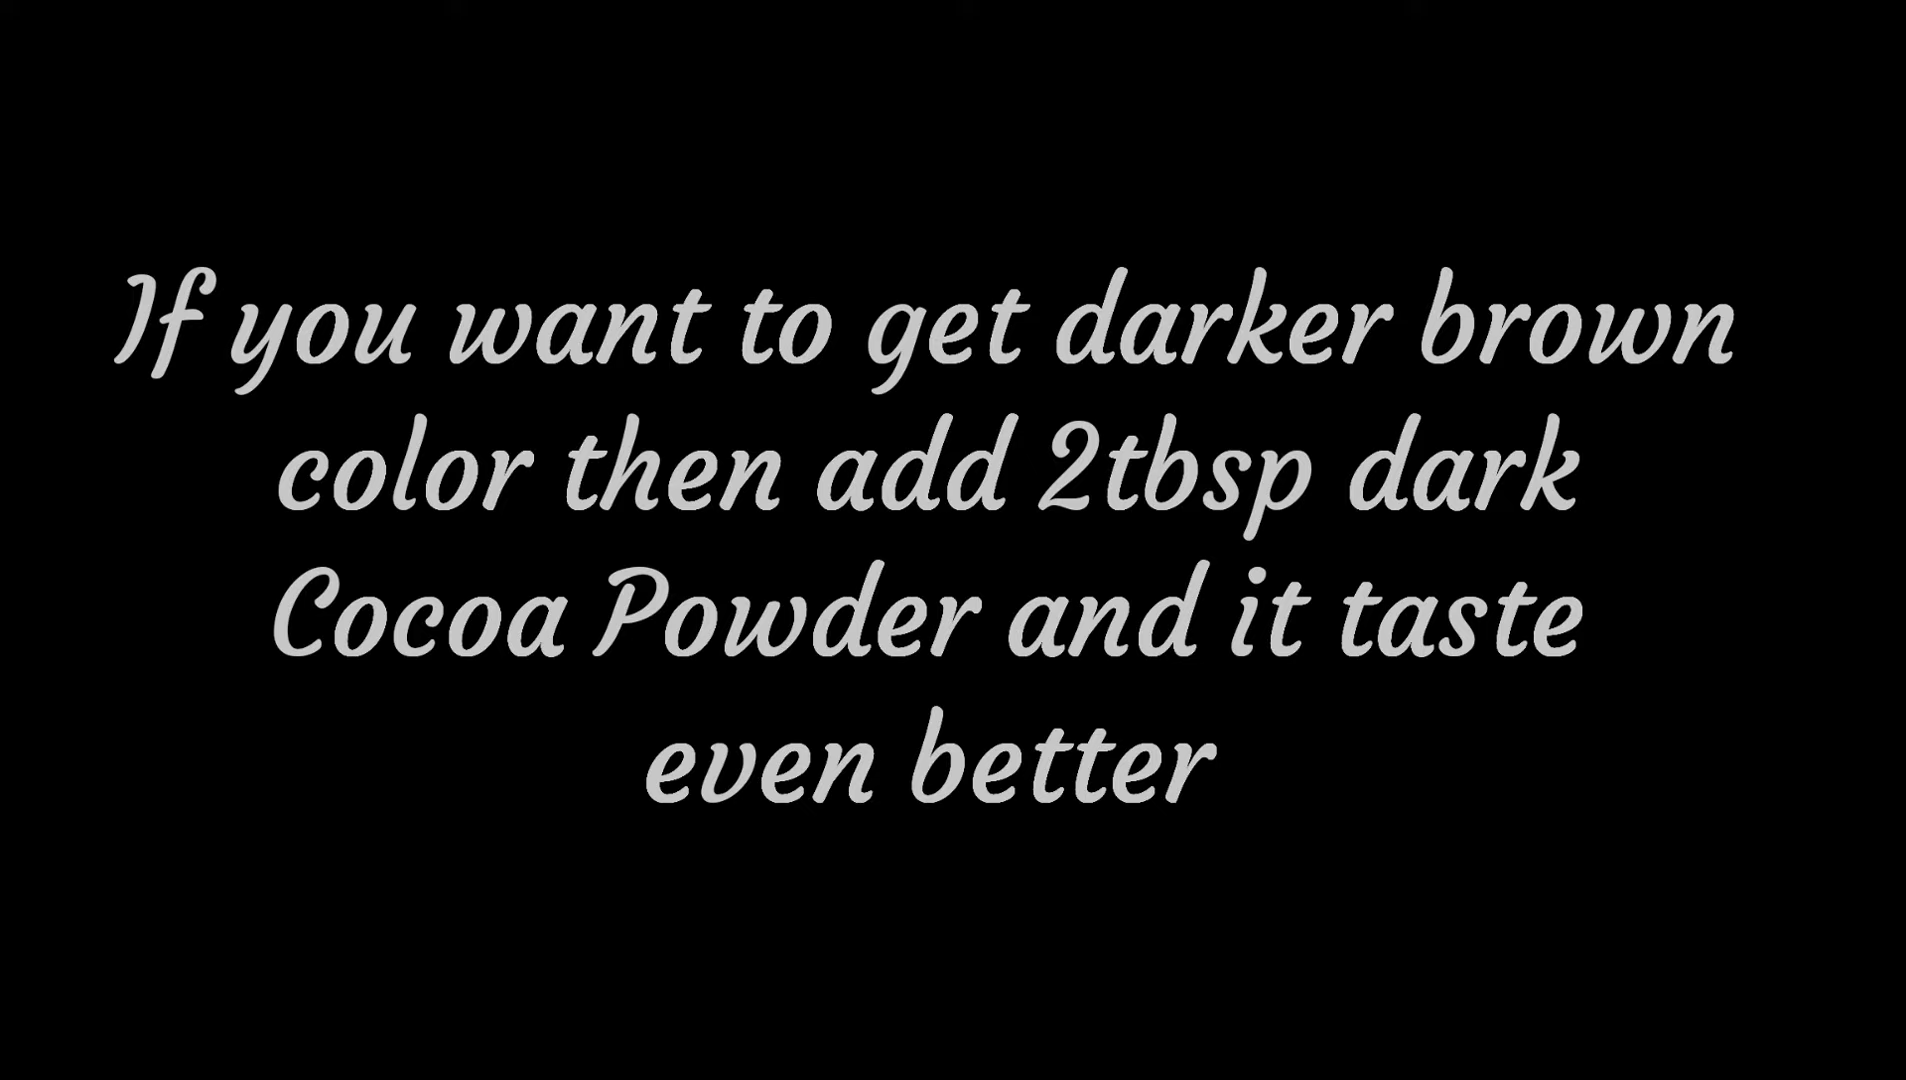 If you want to get darker brown
color then add 2tbsp dark
Cocoa Powder and it taste
even better